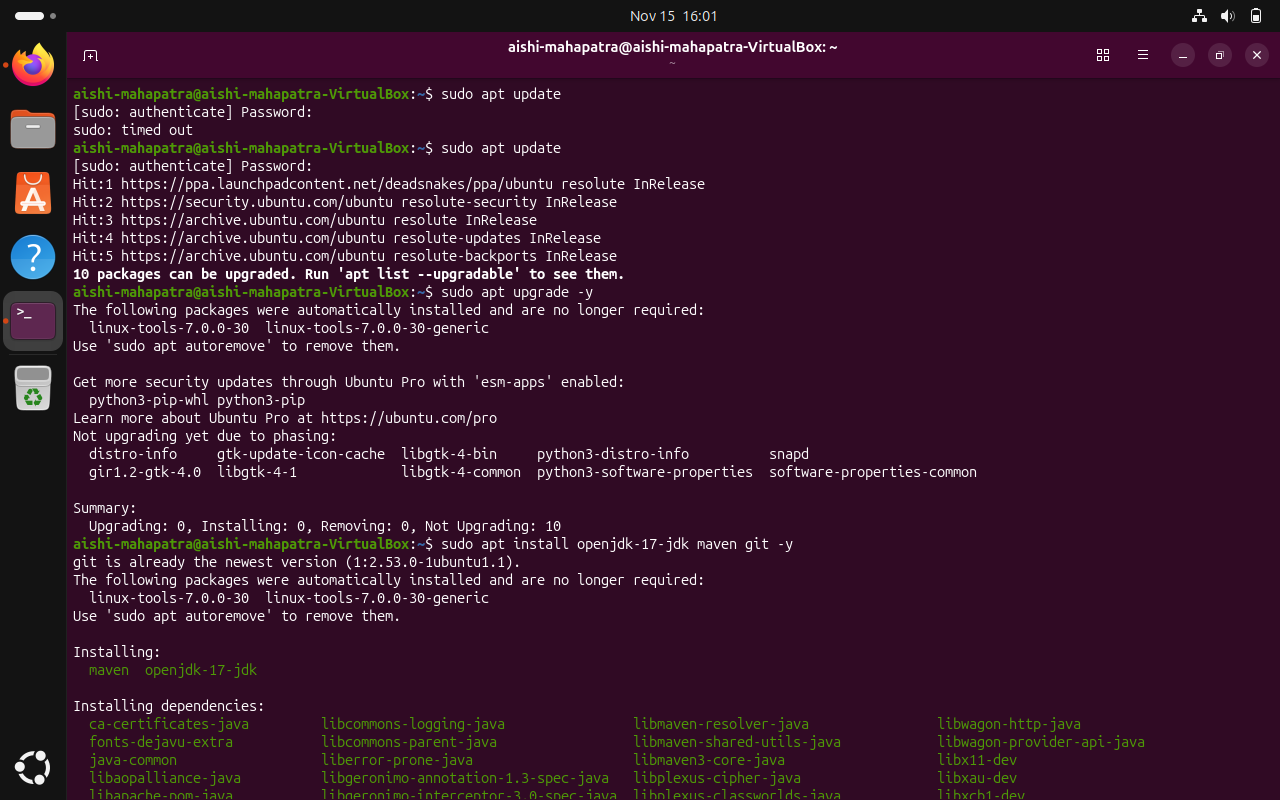 Nov 15 16:01
aishi-mahapatra@aishi-mahapatra-VirtualBox: ~
~
aishi-mahapatra@aishi-mahapatra-VirtualBox:~$ sudo apt update
[sudo: authenticate] Password:
sudo: timed out
aishi-mahapatra@aishi-mahapatra-VirtualBox:~$ sudo apt update
[sudo: authenticate] Password:
Hit:1 https://ppa.launchpadcontent.net/deadsnakes/ppa/ubuntu resolute InRelease
Hit:2 https://security.ubuntu.com/ubuntu resolute-security InRelease
Hit:3 https://archive.ubuntu.com/ubuntu resolute InRelease
Hit:4 https://archive.ubuntu.com/ubuntu resolute-updates InRelease
Hit:5 https://archive.ubuntu.com/ubuntu resolute-backports InRelease
10 packages can be upgraded. Run 'apt list --upgradable' to see them.
aishi-mahapatra@aishi-mahapatra-VirtualBox:~$ sudo apt upgrade -y
The following packages were automatically installed and are no longer required:
  linux-tools-7.0.0-30  linux-tools-7.0.0-30-generic
Use 'sudo apt autoremove' to remove them.

Get more security updates through Ubuntu Pro with 'esm-apps' enabled:
  python3-pip-whl python3-pip
Learn more about Ubuntu Pro at https://ubuntu.com/pro
Not upgrading yet due to phasing:
  distro-info     gtk-update-icon-cache  libgtk-4-bin     python3-distro-info          snapd
  gir1.2-gtk-4.0  libgtk-4-1             libgtk-4-common  python3-software-properties  software-properties-common

Summary:
  Upgrading: 0, Installing: 0, Removing: 0, Not Upgrading: 10
aishi-mahapatra@aishi-mahapatra-VirtualBox:~$ sudo apt install openjdk-17-jdk maven git -y
git is already the newest version (1:2.53.0-1ubuntu1.1).
The following packages were automatically installed and are no longer required:
  linux-tools-7.0.0-30  linux-tools-7.0.0-30-generic
Use 'sudo apt autoremove' to remove them.

Installing:
  maven  openjdk-17-jdk

Installing dependencies:
  ca-certificates-java         libcommons-logging-java                libmaven-resolver-java                libwagon-http-java
  fonts-dejavu-extra           libcommons-parent-java                 libmaven-shared-utils-java            libwagon-provider-api-java
  java-common                  liberror-prone-java                    libmaven3-core-java                   libx11-dev
  libaopalliance-java          libgeronimo-annotation-1.3-spec-java   libplexus-cipher-java                 libxau-dev
  libapache-pom-java           libgeronimo-interceptor-3.0-spec-java  libplexus-classworlds-java            libxcb1-dev